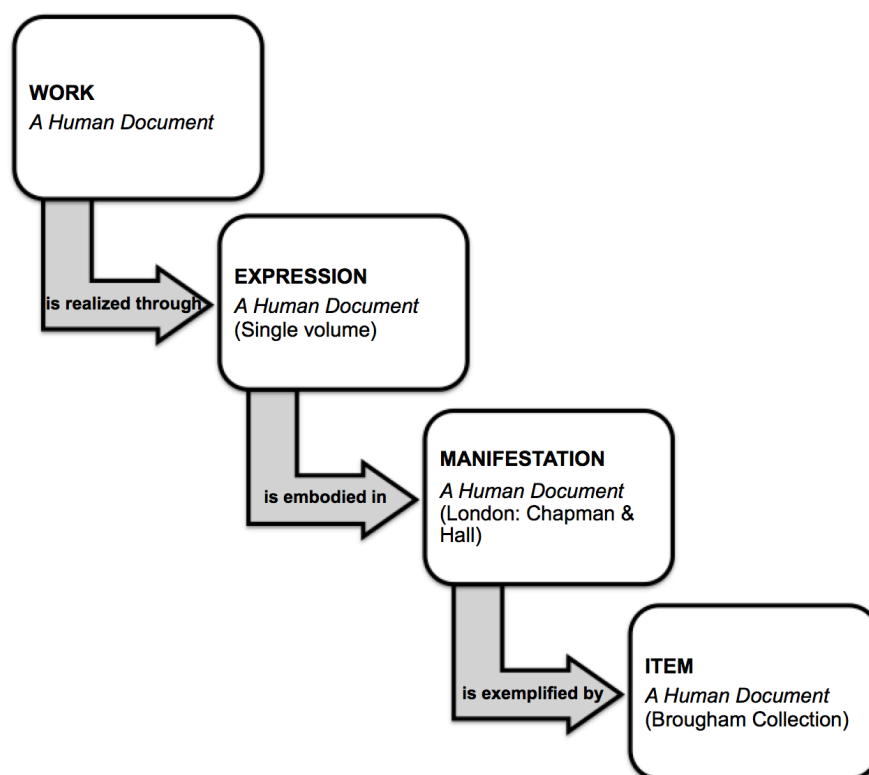 WORK
A Human Document
is realized through
EXPRESSION
A Human Document
(Single volume)
is embodied in
MANIFESTATION
A Human Document
(London: Chapman &
Hall)
is exemplified by
ITEM
A Human Document
(Brougham Collection)